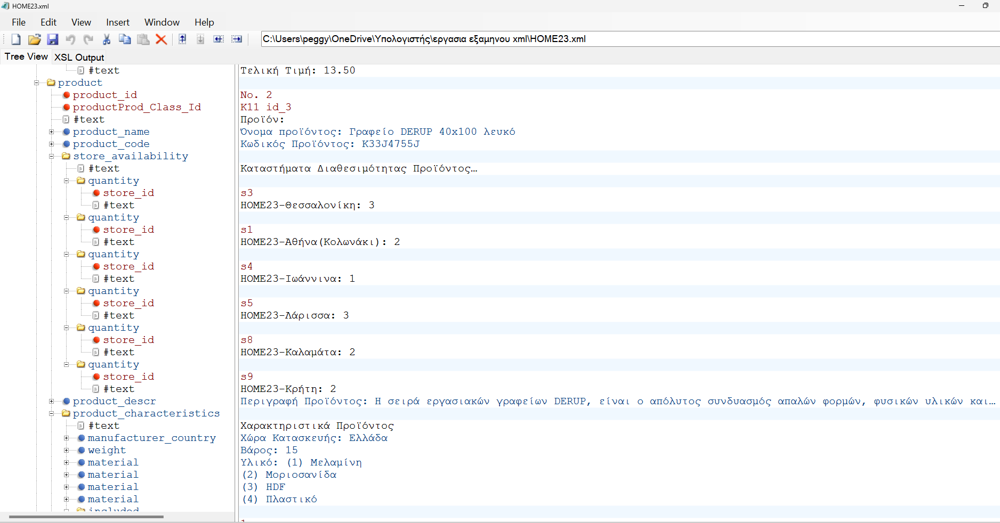 HOME23.xml
File Edit View Insert Window Help
C:\Users\peggy\OneDrive\Υπολογιστής\εργασια εξαμηνου xml\HOME23.xml
Tree View XSL Output
#text Τελική Τιμή: 13.50
product
product_id No. 2
productProd_Class_Id K11 id_3
#text Προϊόν:
product_name Όνομα προϊόντος: Γραφείο DERUP 40x100 λευκό
product_code Κωδικός Προϊόντος: K33J4755J
store_availability
#text Καταστήματα Διαθεσιμότητας Προϊόντος…
quantity
store_id s3
#text HOME23-Θεσσαλονίκη: 3
quantity
store_id s1
#text HOME23-Αθήνα(Κολωνάκι): 2
quantity
store_id s4
#text HOME23-Ιωάννινα: 1
quantity
store_id s5
#text HOME23-Λάρισσα: 3
quantity
store_id s8
#text HOME23-Καλαμάτα: 2
quantity
store_id s9
#text HOME23-Κρήτη: 2
product_descr Περιγραφή Προϊόντος: Η σειρά εργασιακών γραφείων DERUP, είναι ο απόλυτος συνδυασμός απαλών φορμών, φυσικών υλικών και…
product_characteristics
#text Χαρακτηριστικά Προϊόντος
manufacturer_country Χώρα Κατασκευής: Ελλάδα
weight Βάρος: 15
material Υλικό: (1) Μελαμίνη
material (2) Μοριοσανίδα
material (3) HDF
material (4) Πλαστικό
included